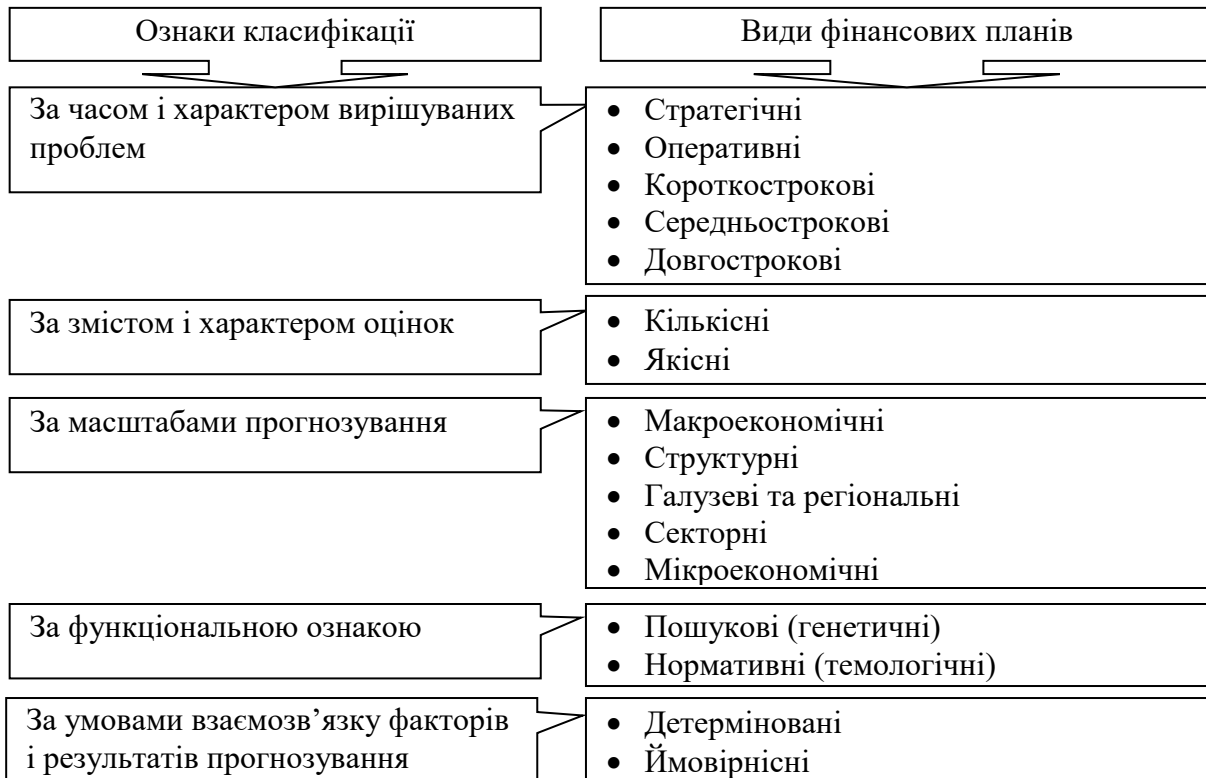 Ознаки класифікації
Види фінансових планів
За часом і характером вирішуваних
проблем
• Стратегічні
• Оперативні
• Короткострокові
• Середньострокові
• Довгострокові
За змістом і характером оцінок
• Кількісні
• Якісні
За масштабами прогнозування
• Макроекономічні
• Структурні
• Галузеві та регіональні
• Секторні
• Мікроекономічні
За функціональною ознакою
• Пошукові (генетичні)
• Нормативні (темологічні)
За умовами взаємозв’язку факторів
і результатів прогнозування
• Детерміновані
• Ймовірнісні